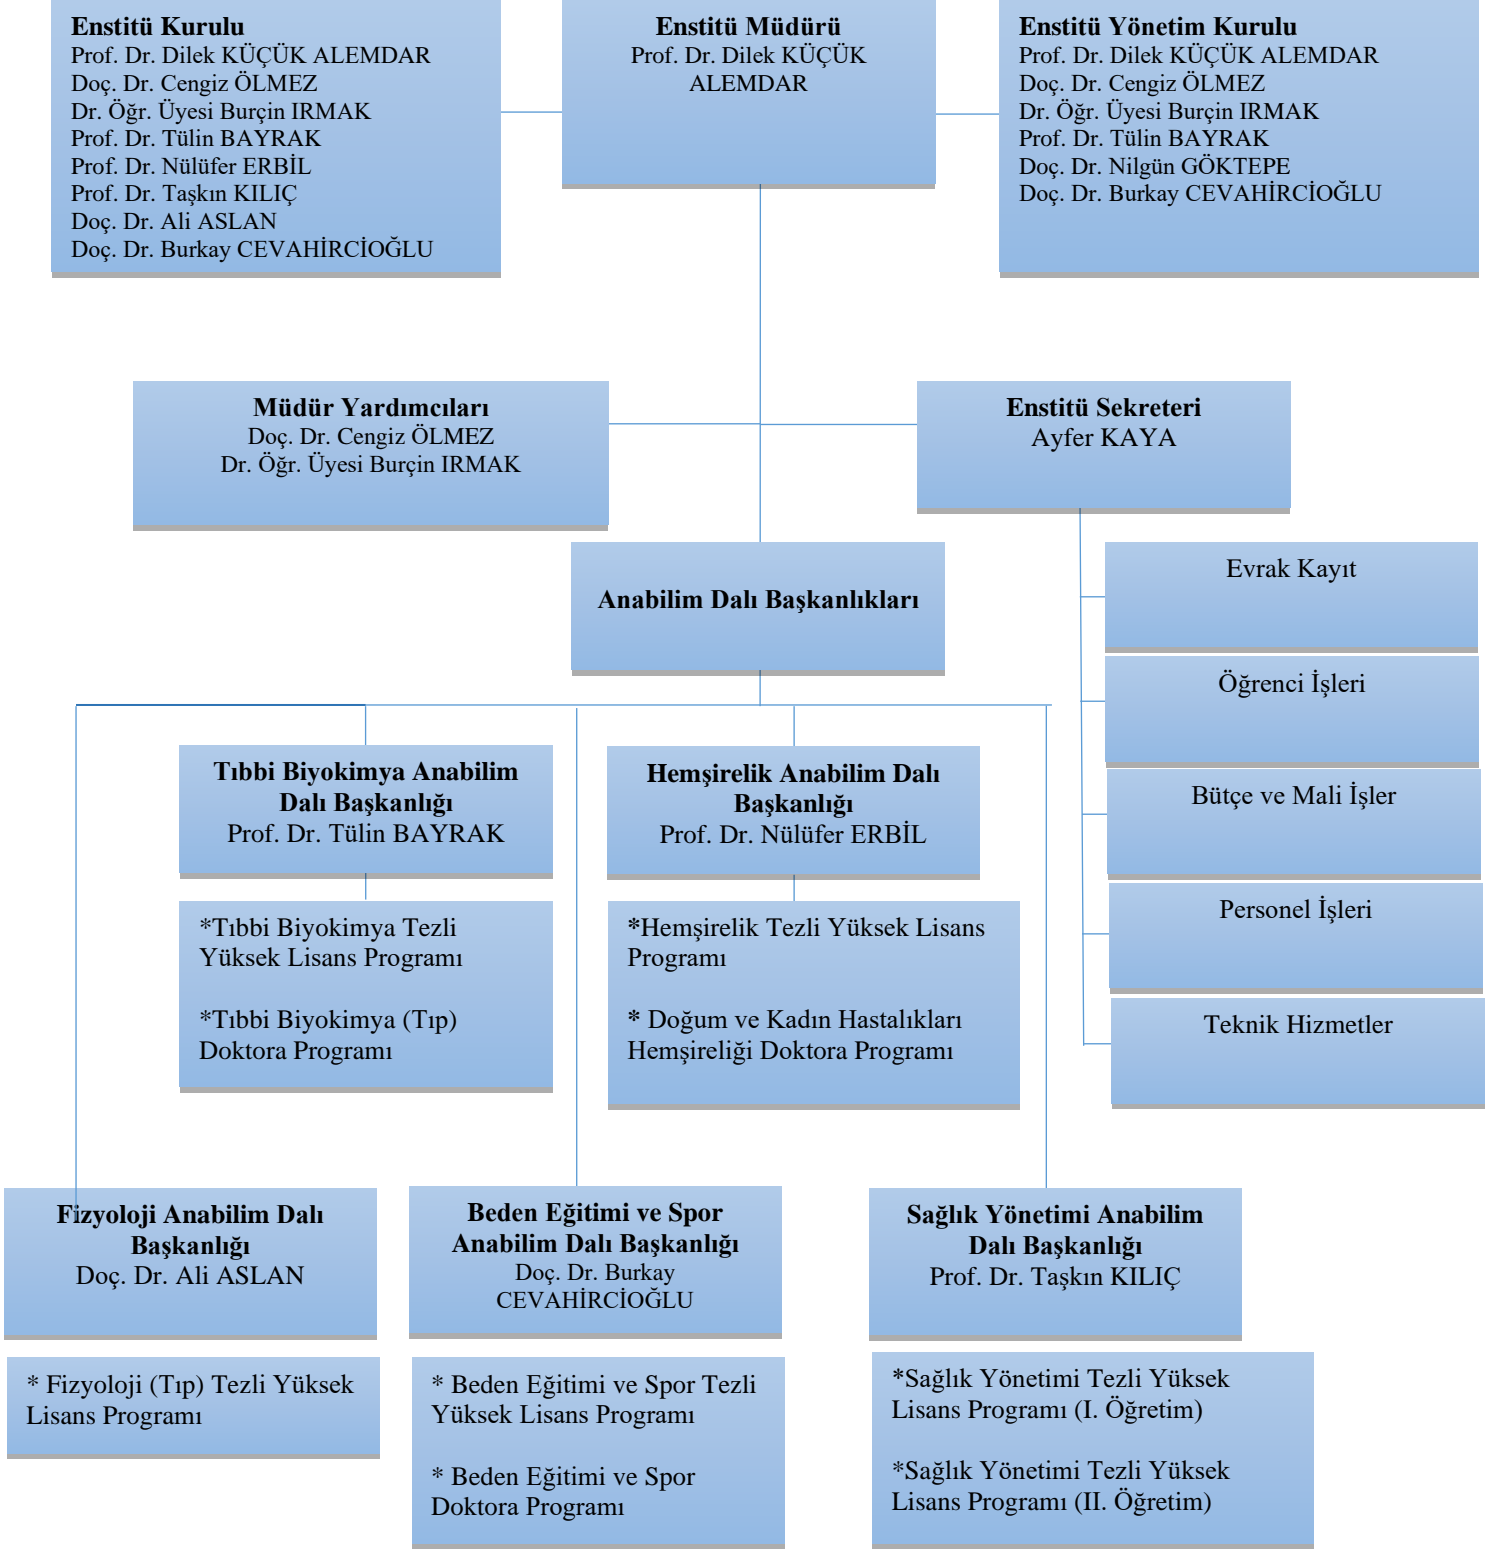 Enstitü Kurulu
Prof. Dr. Dilek KÜÇÜK ALEMDAR
Doç. Dr. Cengiz ÖLMEZ
Dr. Öğr. Üyesi Burçin IRMAK
Prof. Dr. Tülin BAYRAK
Prof. Dr. Nülüfer ERBİL
Prof. Dr. Taşkın KILIÇ
Doç. Dr. Ali ASLAN
Doç. Dr. Burkay CEVAHİRCİOĞLU
Enstitü Müdürü
Prof. Dr. Dilek KÜÇÜK
ALEMDAR
Enstitü Yönetim Kurulu
Prof. Dr. Dilek KÜÇÜK ALEMDAR
Doç. Dr. Cengiz ÖLMEZ
Dr. Öğr. Üyesi Burçin IRMAK
Prof. Dr. Tülin BAYRAK
Doç. Dr. Nilgün GÖKTEPE
Doç. Dr. Burkay CEVAHİRCİOĞLU
Müdür Yardımcıları
Doç. Dr. Cengiz ÖLMEZ
Dr. Öğr. Üyesi Burçin IRMAK
Enstitü Sekreteri
Ayfer KAYA
Anabilim Dalı Başkanlıkları
Evrak Kayıt
Öğrenci İşleri
Bütçe ve Mali İşler
Personel İşleri
Teknik Hizmetler
Tıbbi Biyokimya Anabilim
Dalı Başkanlığı
Prof. Dr. Tülin BAYRAK
*Tıbbi Biyokimya Tezli
Yüksek Lisans Programı
*Tıbbi Biyokimya (Tıp)
Doktora Programı
Hemşirelik Anabilim Dalı
Başkanlığı
Prof. Dr. Nülüfer ERBİL
*Hemşirelik Tezli Yüksek Lisans
Programı
* Doğum ve Kadın Hastalıkları
Hemşireliği Doktora Programı
Fizyoloji Anabilim Dalı
Başkanlığı
Doç. Dr. Ali ASLAN
* Fizyoloji (Tıp) Tezli Yüksek
Lisans Programı
Beden Eğitimi ve Spor
Anabilim Dalı Başkanlığı
Doç. Dr. Burkay
CEVAHİRCİOĞLU
* Beden Eğitimi ve Spor Tezli
Yüksek Lisans Programı
* Beden Eğitimi ve Spor
Doktora Programı
Sağlık Yönetimi Anabilim
Dalı Başkanlığı
Prof. Dr. Taşkın KILIÇ
*Sağlık Yönetimi Tezli Yüksek
Lisans Programı (I. Öğretim)
*Sağlık Yönetimi Tezli Yüksek
Lisans Programı (II. Öğretim)